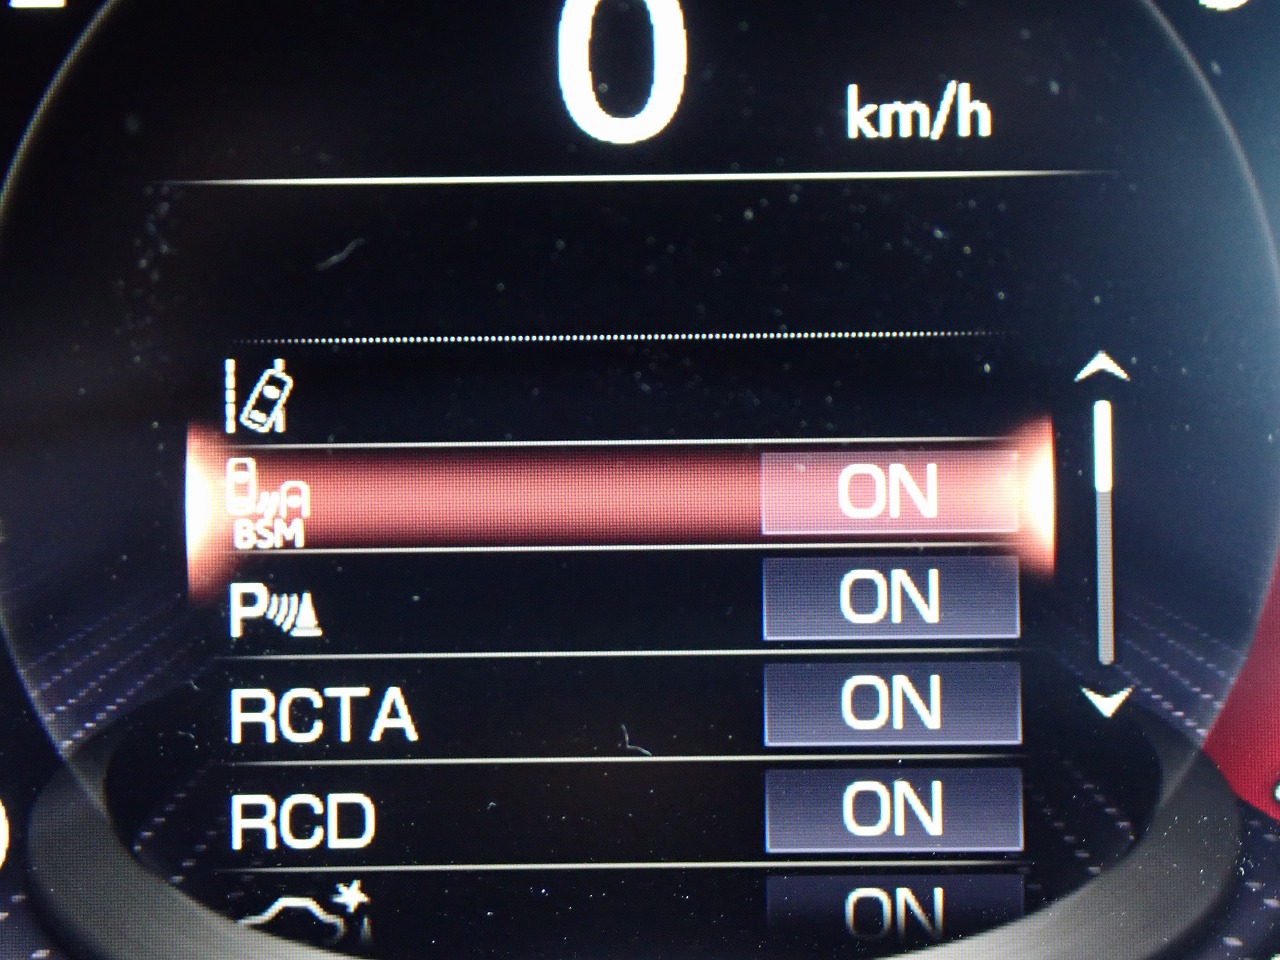 0
km/h
BSM ON
P ON
RCTA ON
RCD ON
ON